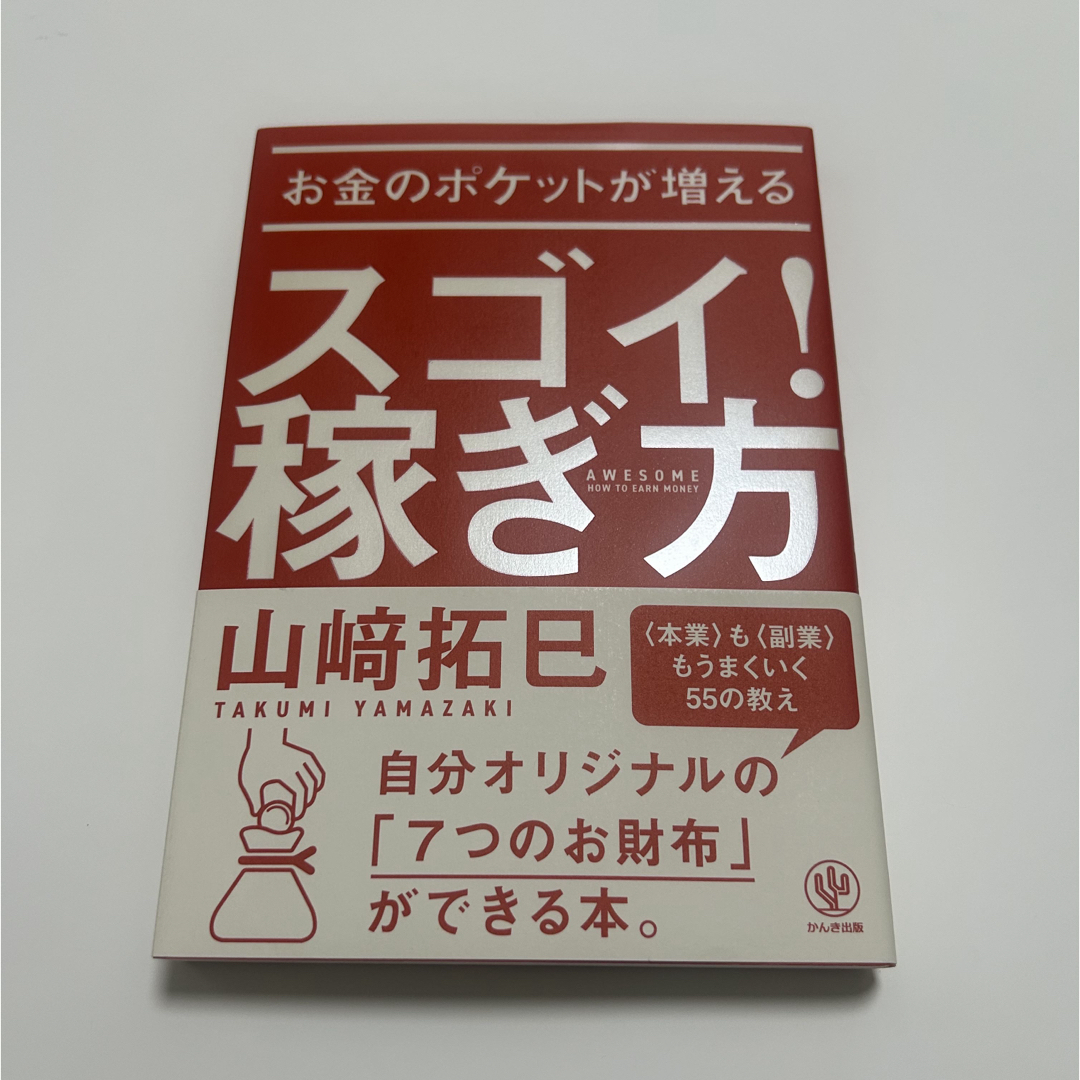 お金のポケットが増える
スゴイ!
稼ぎ方
AWESOME
HOW TO EARN MONEY
山﨑拓巳
TAKUMI YAMAZAKI
〈本業〉も〈副業〉
もうまくいく
55の教え
自分オリジナルの
「7つのお財布」
ができる本。
かんき出版